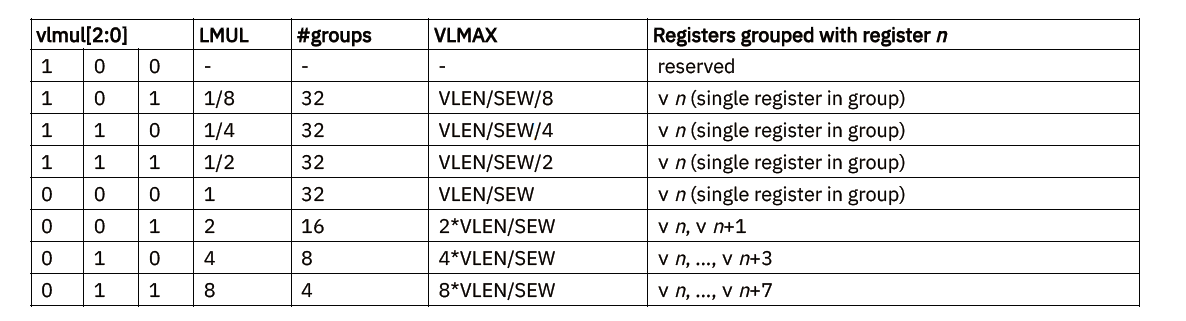 vlmul[2:0] LMUL #groups VLMAX Registers grouped with register n
1 0 0 - - - reserved
1 0 1 1/8 32 VLEN/SEW/8 v n (single register in group)
1 1 0 1/4 32 VLEN/SEW/4 v n (single register in group)
1 1 1 1/2 32 VLEN/SEW/2 v n (single register in group)
0 0 0 1 32 VLEN/SEW v n (single register in group)
0 0 1 2 16 2*VLEN/SEW v n, v n+1
0 1 0 4 8 4*VLEN/SEW v n, ..., v n+3
0 1 1 8 4 8*VLEN/SEW v n, ..., v n+7